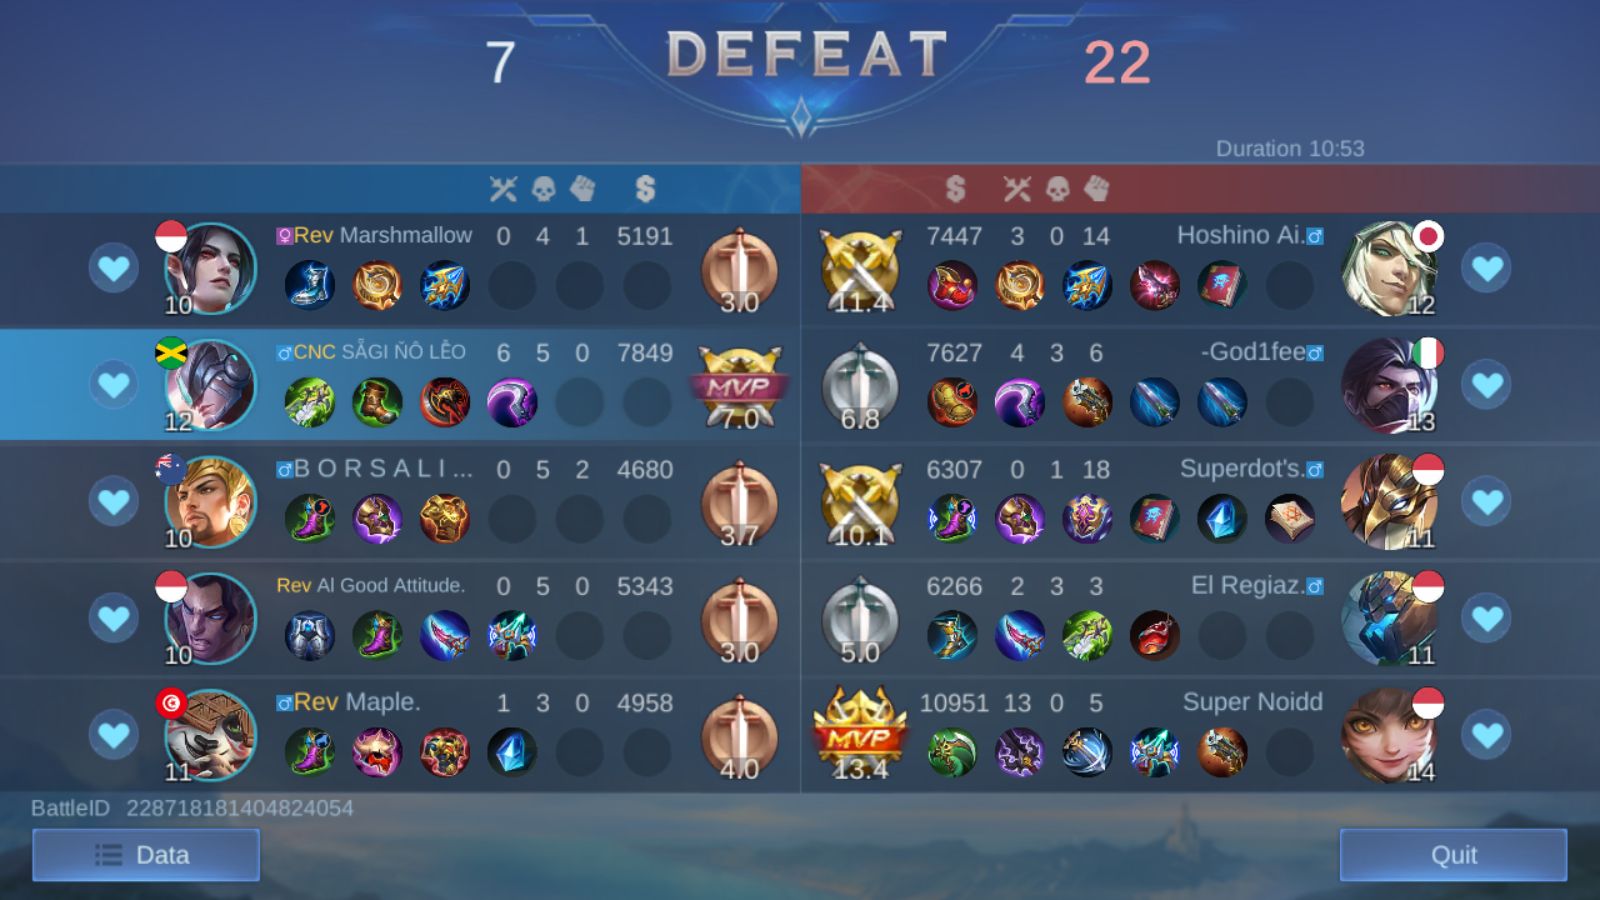 7 DEFEAT 22
Duration 10:53
Rev Marshmallow 0 4 1 5191
10 3.0
7447 3 0 14 Hoshino Ai.
11.4 12
CNC SẴGI ŇÔ LẺO 6 5 0 7849
12 MVP 7.0
7627 4 3 6 -God1fee
6.8 13
B O R S A L I ... 0 5 2 4680
10 3.7
6307 0 1 18 Superdot's.
10.1 11
Rev Al Good Attitude. 0 5 0 5343
10 3.0
6266 2 3 3 El Regiaz.
5.0 11
Rev Maple. 1 3 0 4958
11 4.0
10951 13 0 5 Super Noidd
MVP 13.4 14
BattleID 228718181404824054
Data
Quit